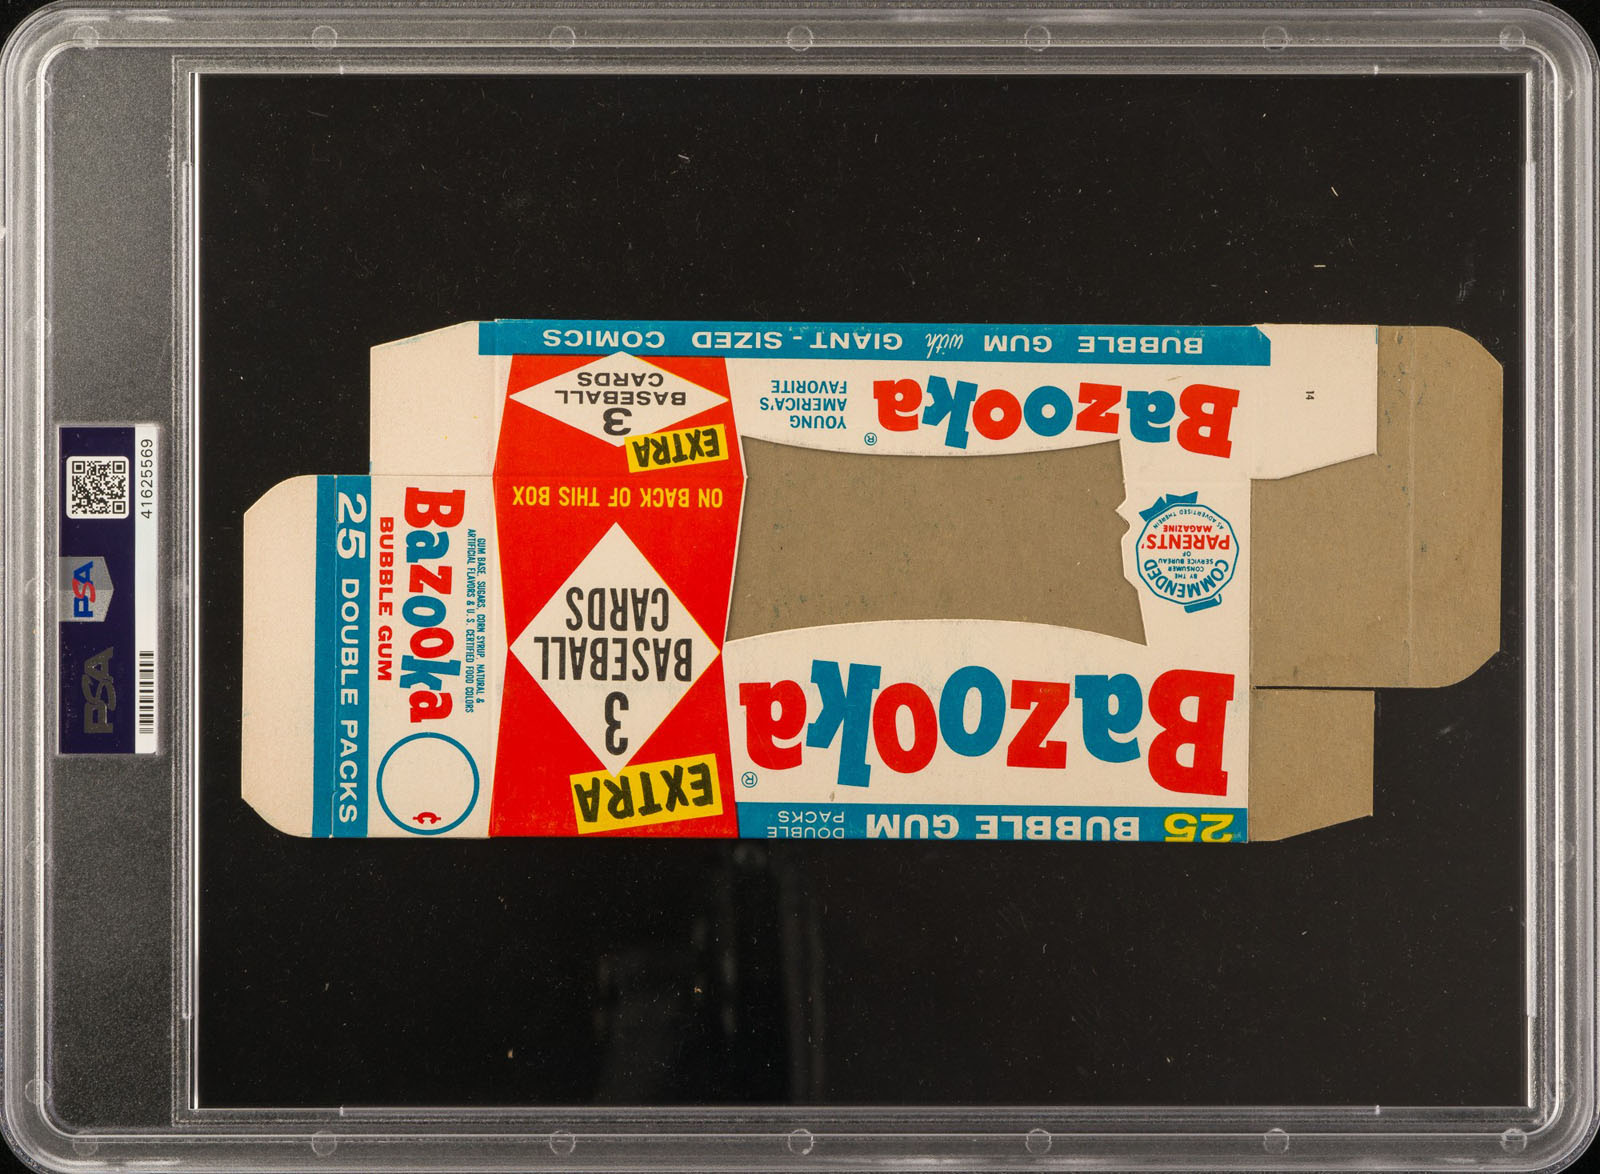 41625569
PSA
PSA
BUBBLE GUM with GIANT-SIZED COMICS
Bazooka®
YOUNG
AMERICA'S
FAVORITE
14
EXTRA
3
BASEBALL
CARDS
ON BACK OF THIS BOX
EXTRA
3
BASEBALL
CARDS
COMMENDED
BY THE
CONSUMER
SERVICE BUREAU
OF
PARENTS'
MAGAZINE
AS ADVERTISED THEREIN
25 BUBBLE GUM DOUBLE
PACKS
Bazooka®
GUM BASE, SUGARS, CORN SYRUP, NATURAL &
ARTIFICIAL FLAVORS & U.S. CERTIFIED FOOD COLORS
Bazooka
BUBBLE GUM
25 DOUBLE PACKS
¢